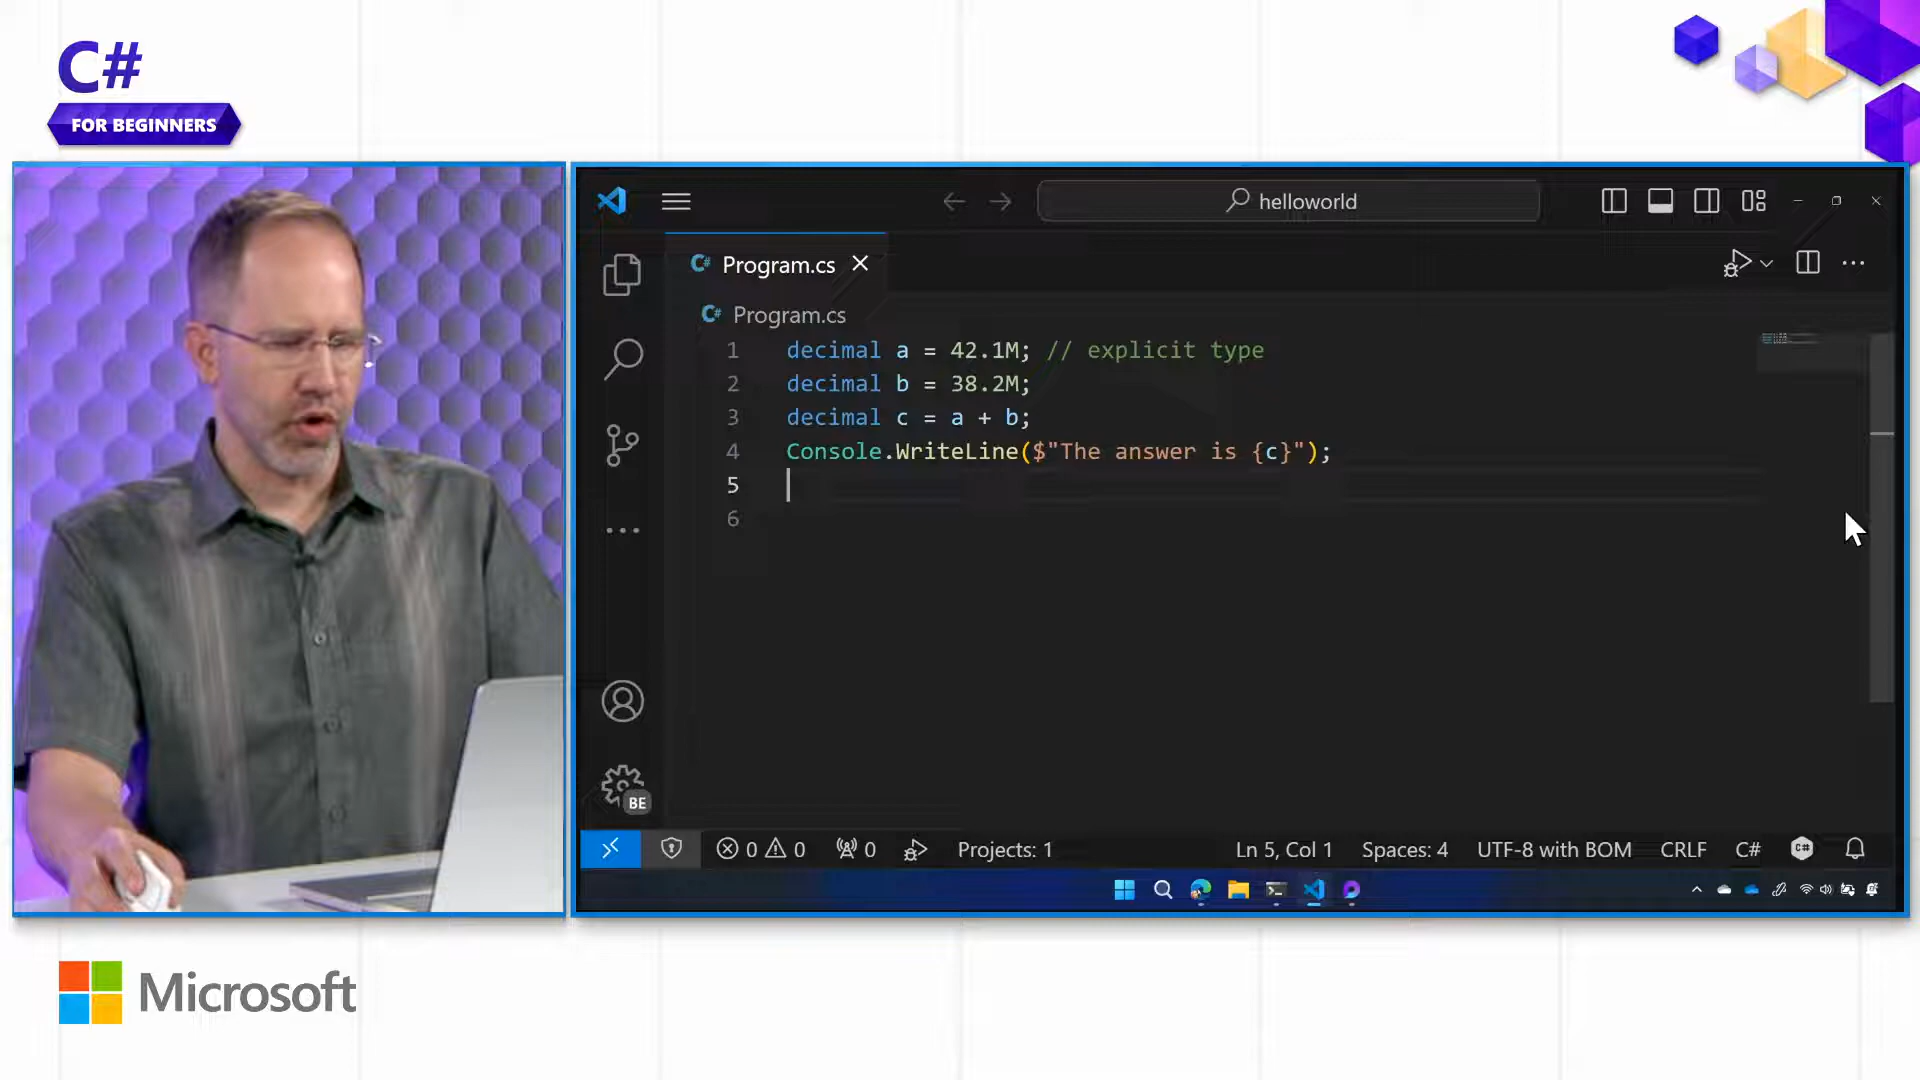 C#
FOR BEGINNERS
helloworld
C# Program.cs
C# Program.cs
1 decimal a = 42.1M; // explicit type
2 decimal b = 38.2M;
3 decimal c = a + b;
4 Console.WriteLine($"The answer is {c}");
5
6
BE
0 0 0 Projects: 1 Ln 5, Col 1 Spaces: 4 UTF-8 with BOM CRLF C# C#
Microsoft